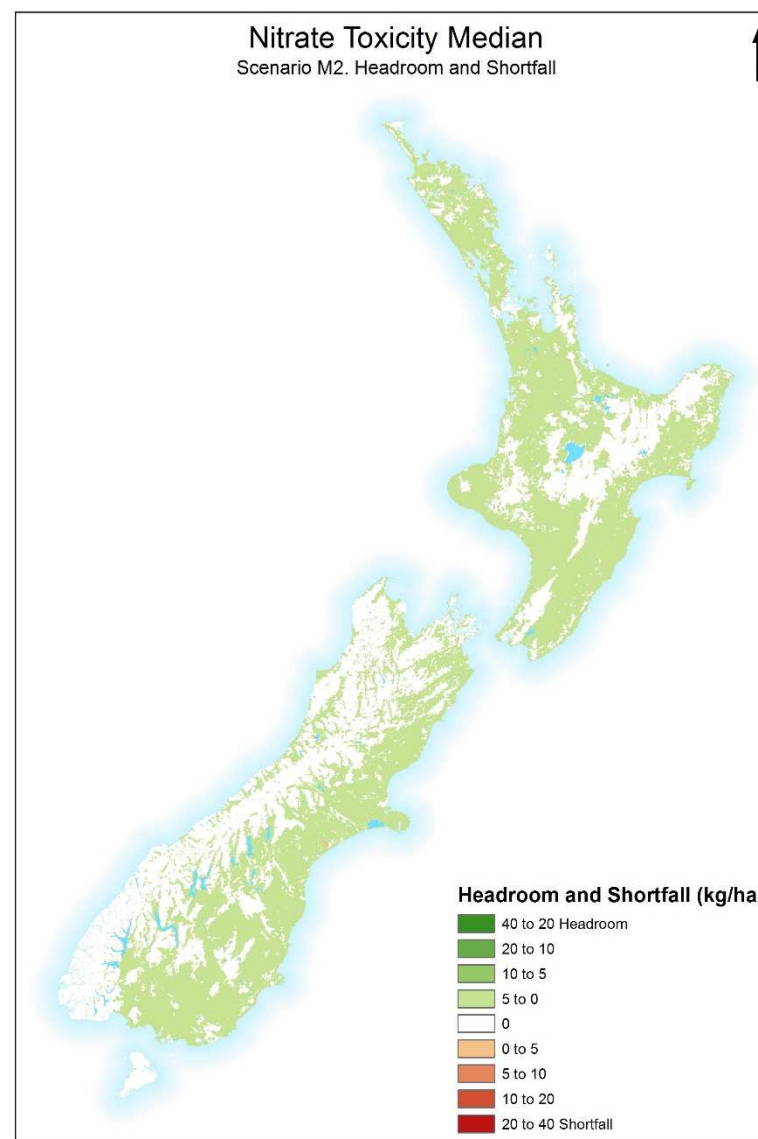 Nitrate Toxicity Median
Scenario M2. Headroom and Shortfall
Headroom and Shortfall (kg/ha
40 to 20 Headroom
20 to 10
10 to 5
5 to 0
0
0 to 5
5 to 10
10 to 20
20 to 40 Shortfall